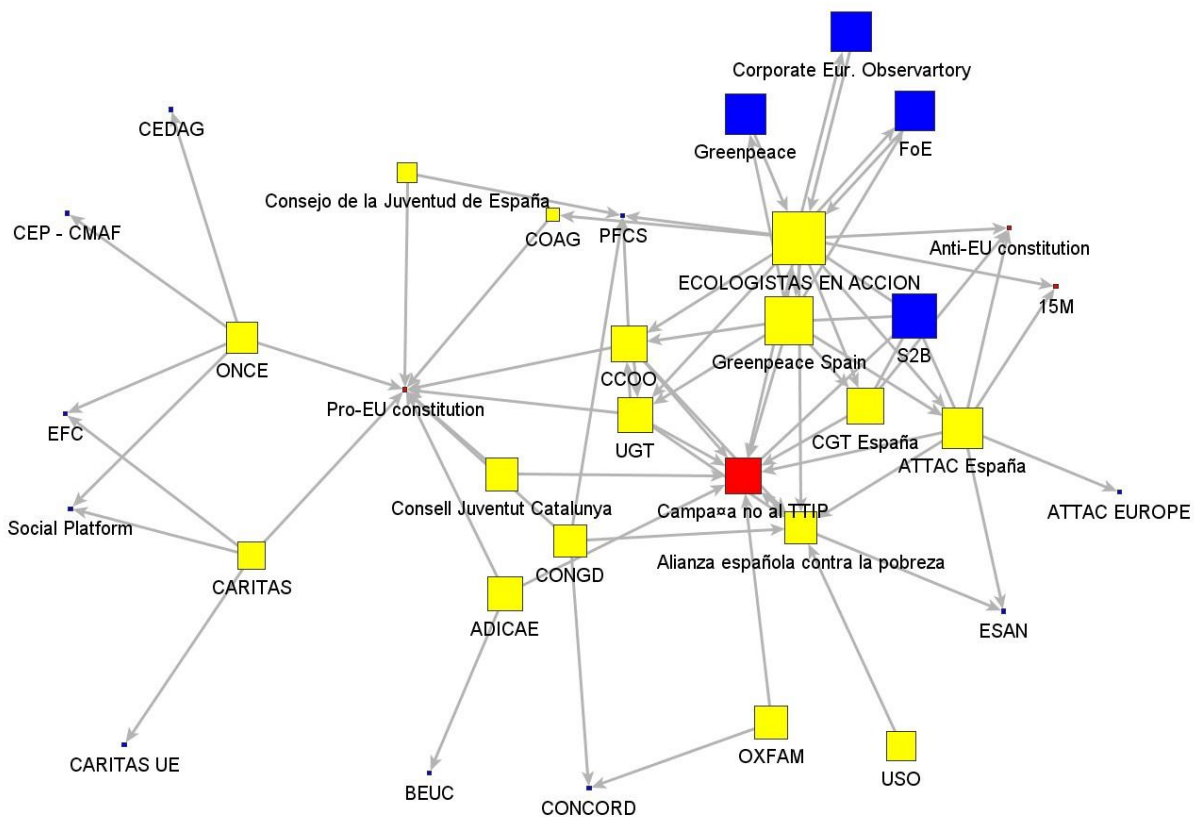 Corporate Eur. Observartory
CEDAG
Greenpeace
FoE
Consejo de la Juventud de España
CEP - CMAF
COAG
PFCS
Anti-EU constitution
ECOLOGISTAS EN ACCION
15M
ONCE
CCOO
Greenpeace Spain
S2B
Pro-EU constitution
EFC
UGT
CGT España
ATTAC España
Consell Juventut Catalunya
Campa¤a no al TTIP
ATTAC EUROPE
Social Platform
Alianza española contra la pobreza
CARITAS
CONGD
ADICAE
ESAN
CARITAS UE
OXFAM
USO
BEUC
CONCORD